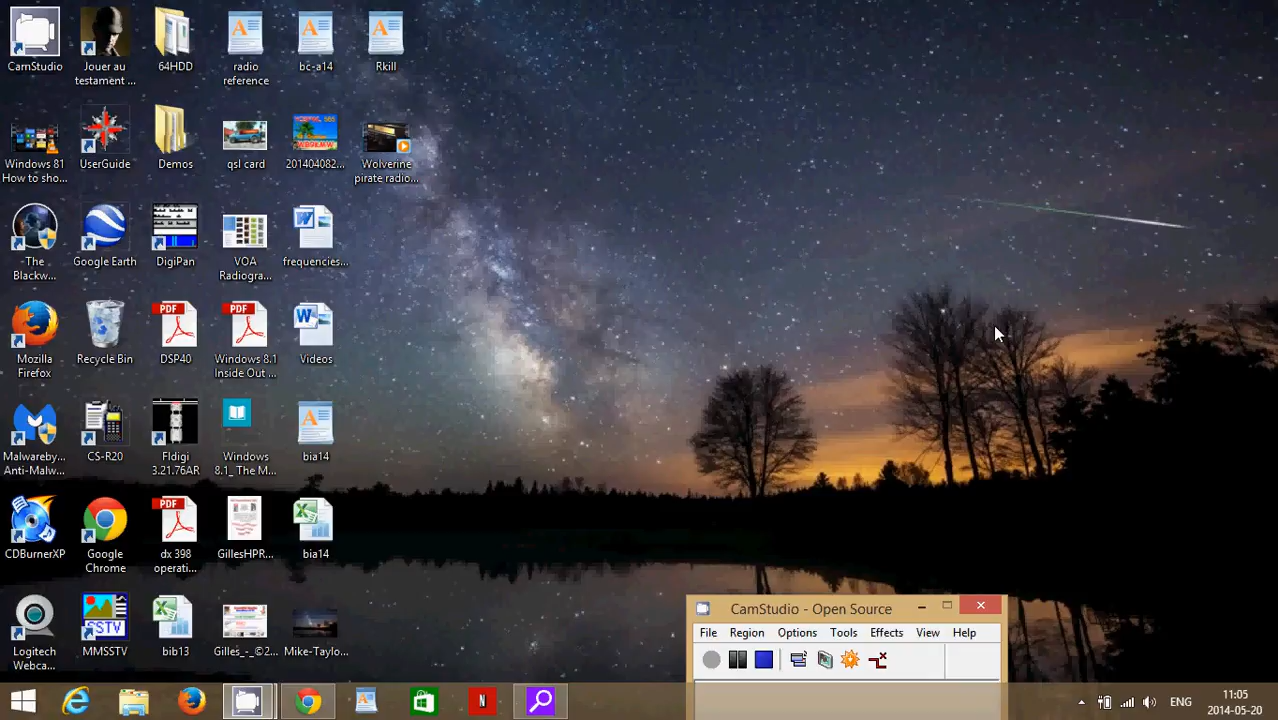 CamStudio
Jouer au
testament ...
64HDD
radio
reference
bc-a14
Rkill
Windows 81
How to sho...
UserGuide
Demos
qsl card
201404082...
Wolverine
pirate radio...
The
Blackw...
Google Earth
DigiPan
VOA
Radiogra...
frequencies...
Mozilla
Firefox
Recycle Bin
PDF
DSP40
PDF
Windows 8.1
Inside Out ...
Videos
Malwareby...
Anti-Malw...
CS-R20
Fldigi
3.21.76AR
Windows
8.1_ The M...
bia14
CDBurnerXP
Google
Chrome
PDF
dx 398
operati...
GillesHPR...
bia14
Logitech
Webca...
SSTV
MMSSTV
bib13
Gilles_-_©2...
Mike-Taylo...
CamStudio - Open Source
File Region Options Tools Effects View Help
N
ENG
11:05
2014-05-20